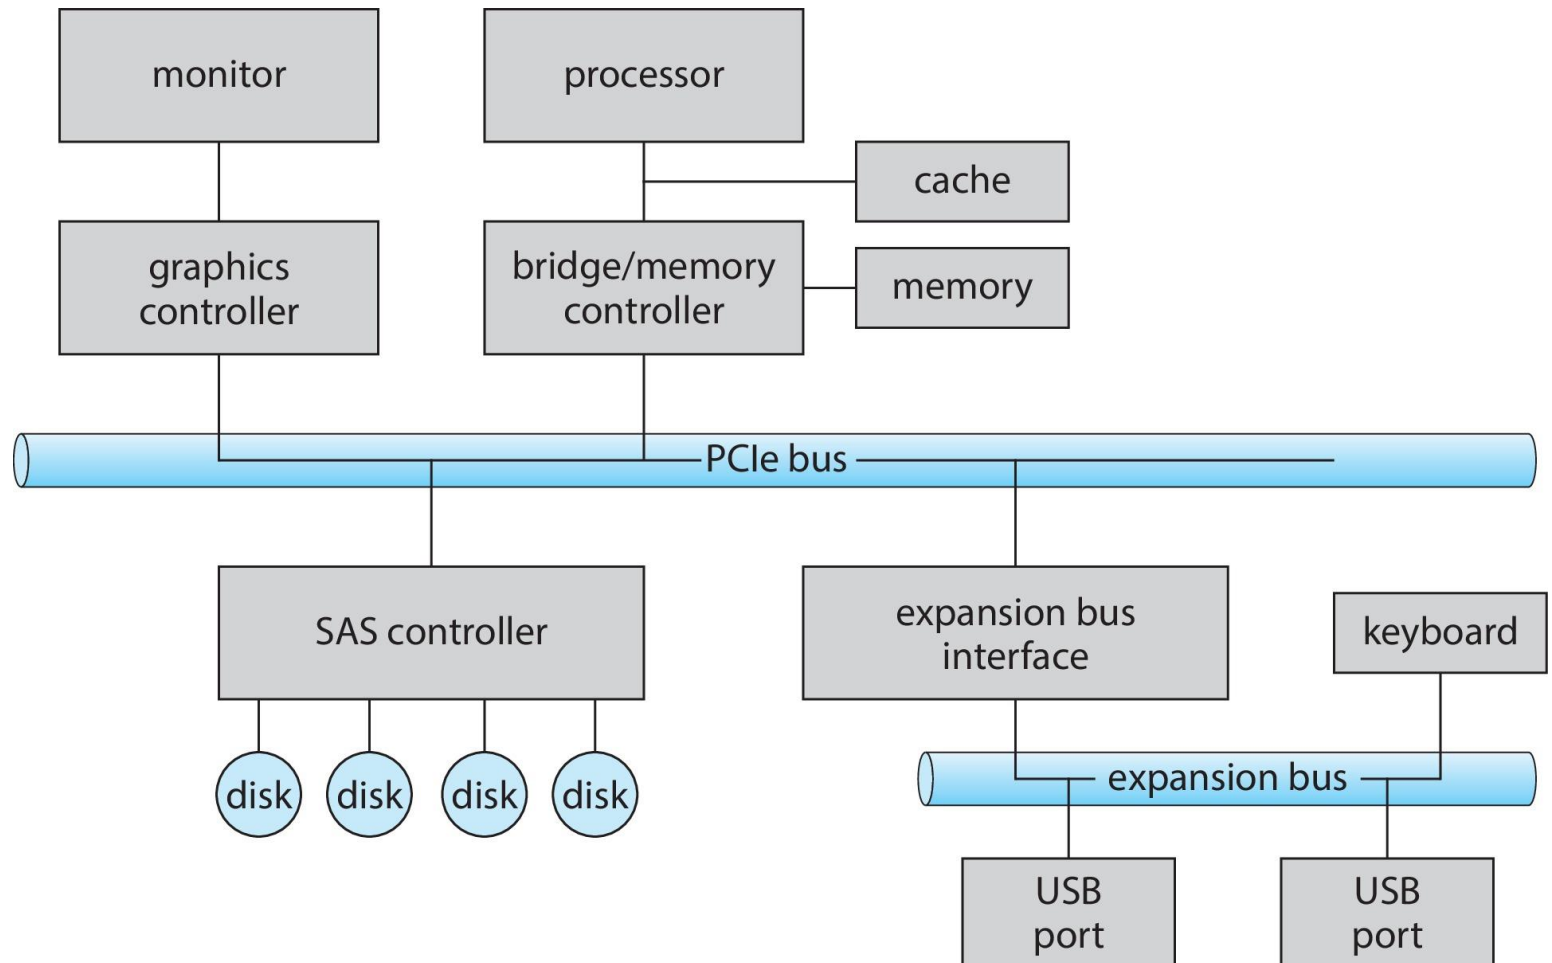 monitor
processor
cache
graphics
controller
bridge/memory
controller
memory
PCIe bus
SAS controller
expansion bus
interface
keyboard
disk
disk
disk
disk
expansion bus
USB
port
USB
port